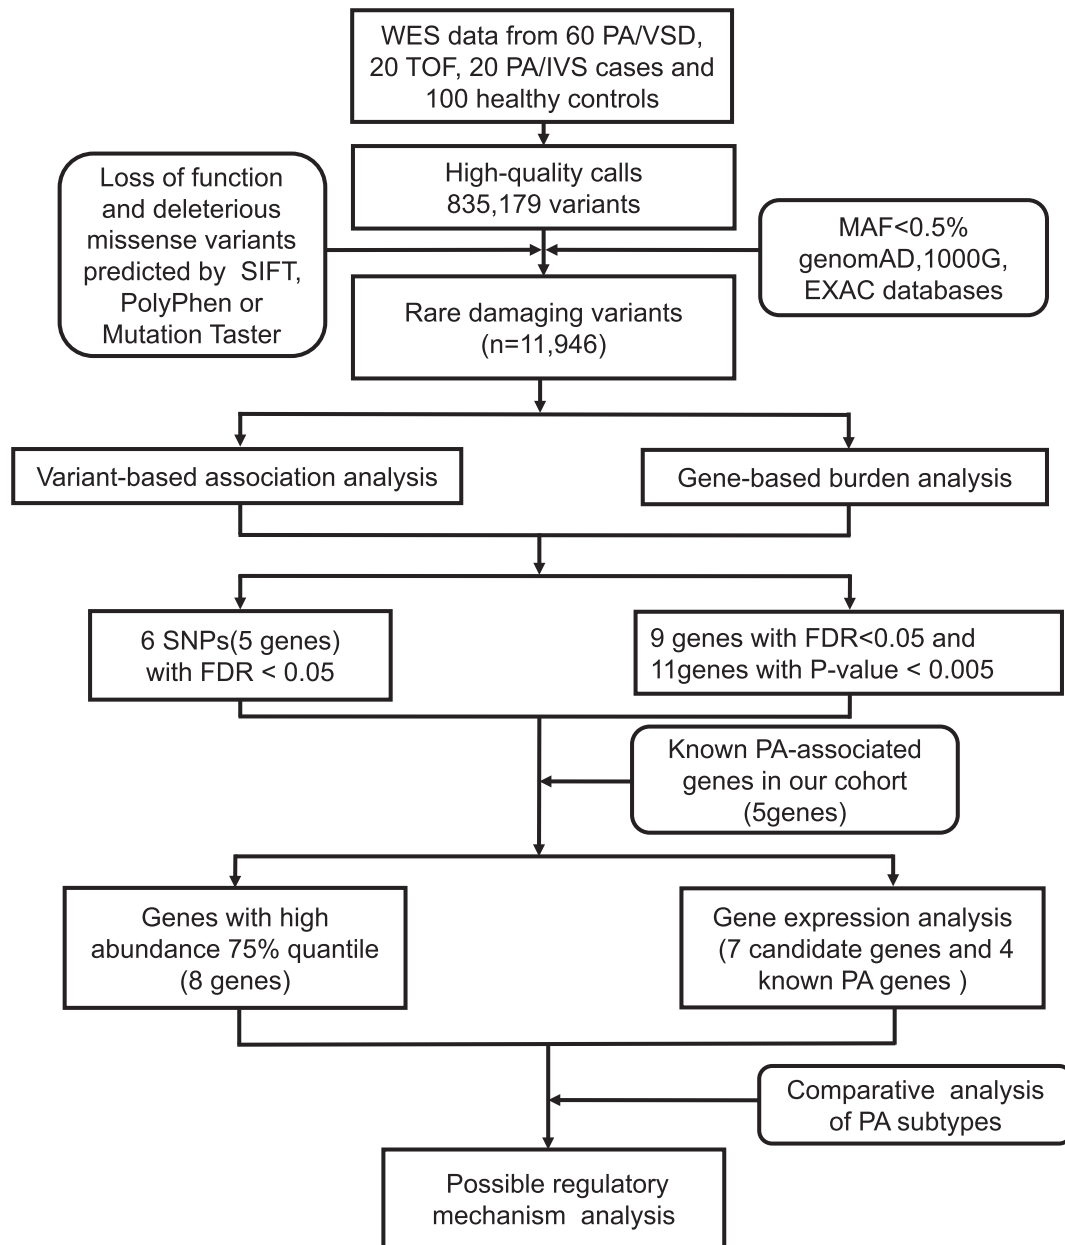 WES data from 60 PA/VSD,
20 TOF, 20 PA/IVS cases and
100 healthy controls
High-quality calls
835,179 variants
Loss of function
and deleterious
missense variants
predicted by SIFT,
PolyPhen or
Mutation Taster
MAF<0.5%
genomAD,1000G,
EXAC databases
Rare damaging variants
(n=11,946)
Variant-based association analysis
Gene-based burden analysis
6 SNPs(5 genes)
with FDR < 0.05
9 genes with FDR<0.05 and
11genes with P-value < 0.005
Known PA-associated
genes in our cohort
(5genes)
Genes with high
abundance 75% quantile
(8 genes)
Gene expression analysis
(7 candidate genes and 4
known PA genes )
Comparative analysis
of PA subtypes
Possible regulatory
mechanism analysis